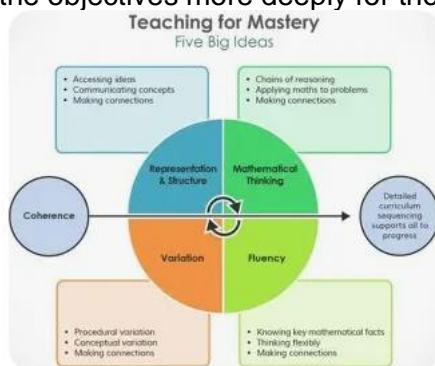 the objectives more deeply for the
Teaching for Mastery
Five Big Ideas
• Accessing ideas
• Communicating concepts
• Making connections
• Chains of reasoning
• Applying maths to problems
• Making connections
Representation
& Structure
Mathematical
Thinking
Coherence
Detailed
curriculum
sequencing
supports all to
progress
Variation
Fluency
• Procedural variation
• Conceptual variation
• Making connections
• Knowing key mathematical facts
• Thinking flexibly
• Making connections